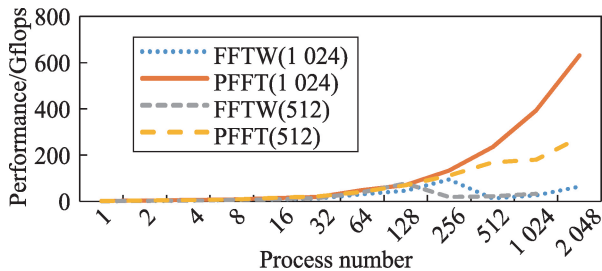 Performance/Gflops
800
600
400
200
0
FFTW(1 024)
PFFT(1 024)
FFTW(512)
PFFT(512)
1
2
4
8
16
32
64
128
256
512
1 024
2 048
Process number